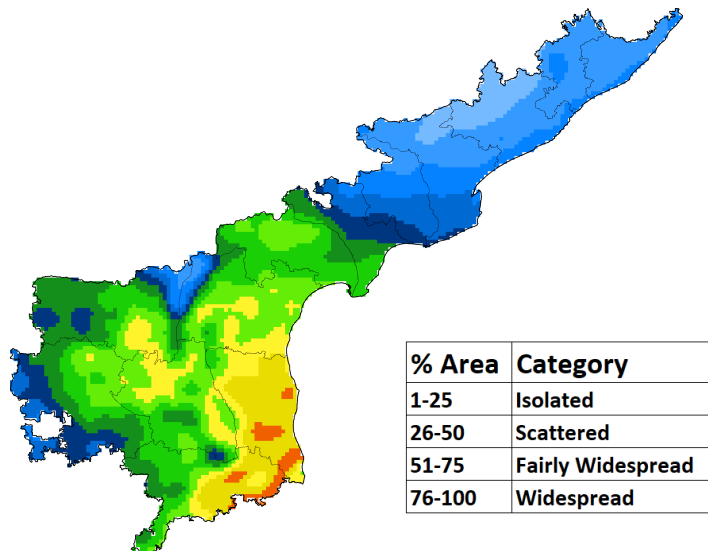 % Area Category
1-25 Isolated
26-50 Scattered
51-75 Fairly Widespread
76-100 Widespread